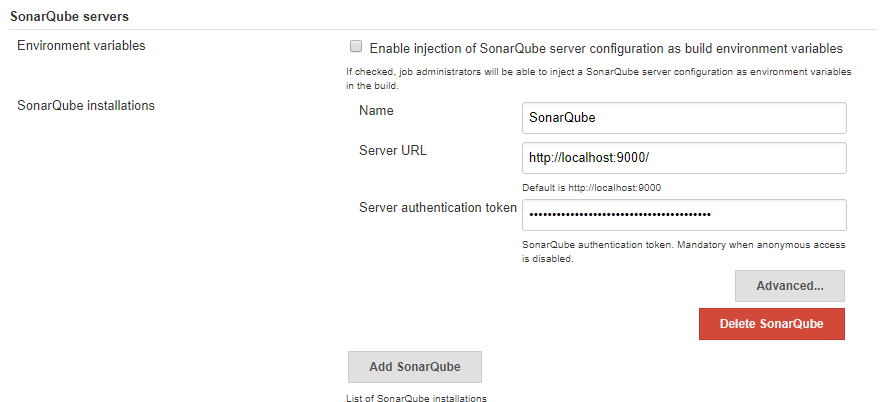 SonarQube servers
Environment variables
Enable injection of SonarQube server configuration as build environment variables
If checked, job administrators will be able to inject a SonarQube server configuration as environment variables
in the build.
SonarQube installations
Name
SonarQube
Server URL
http://localhost:9000/
Default is http://localhost:9000
Server authentication token
••••••••••••••••••••••••••••••••••••••••
SonarQube authentication token. Mandatory when anonymous access
is disabled.
Advanced...
Delete SonarQube
Add SonarQube
List of SonarQube installations